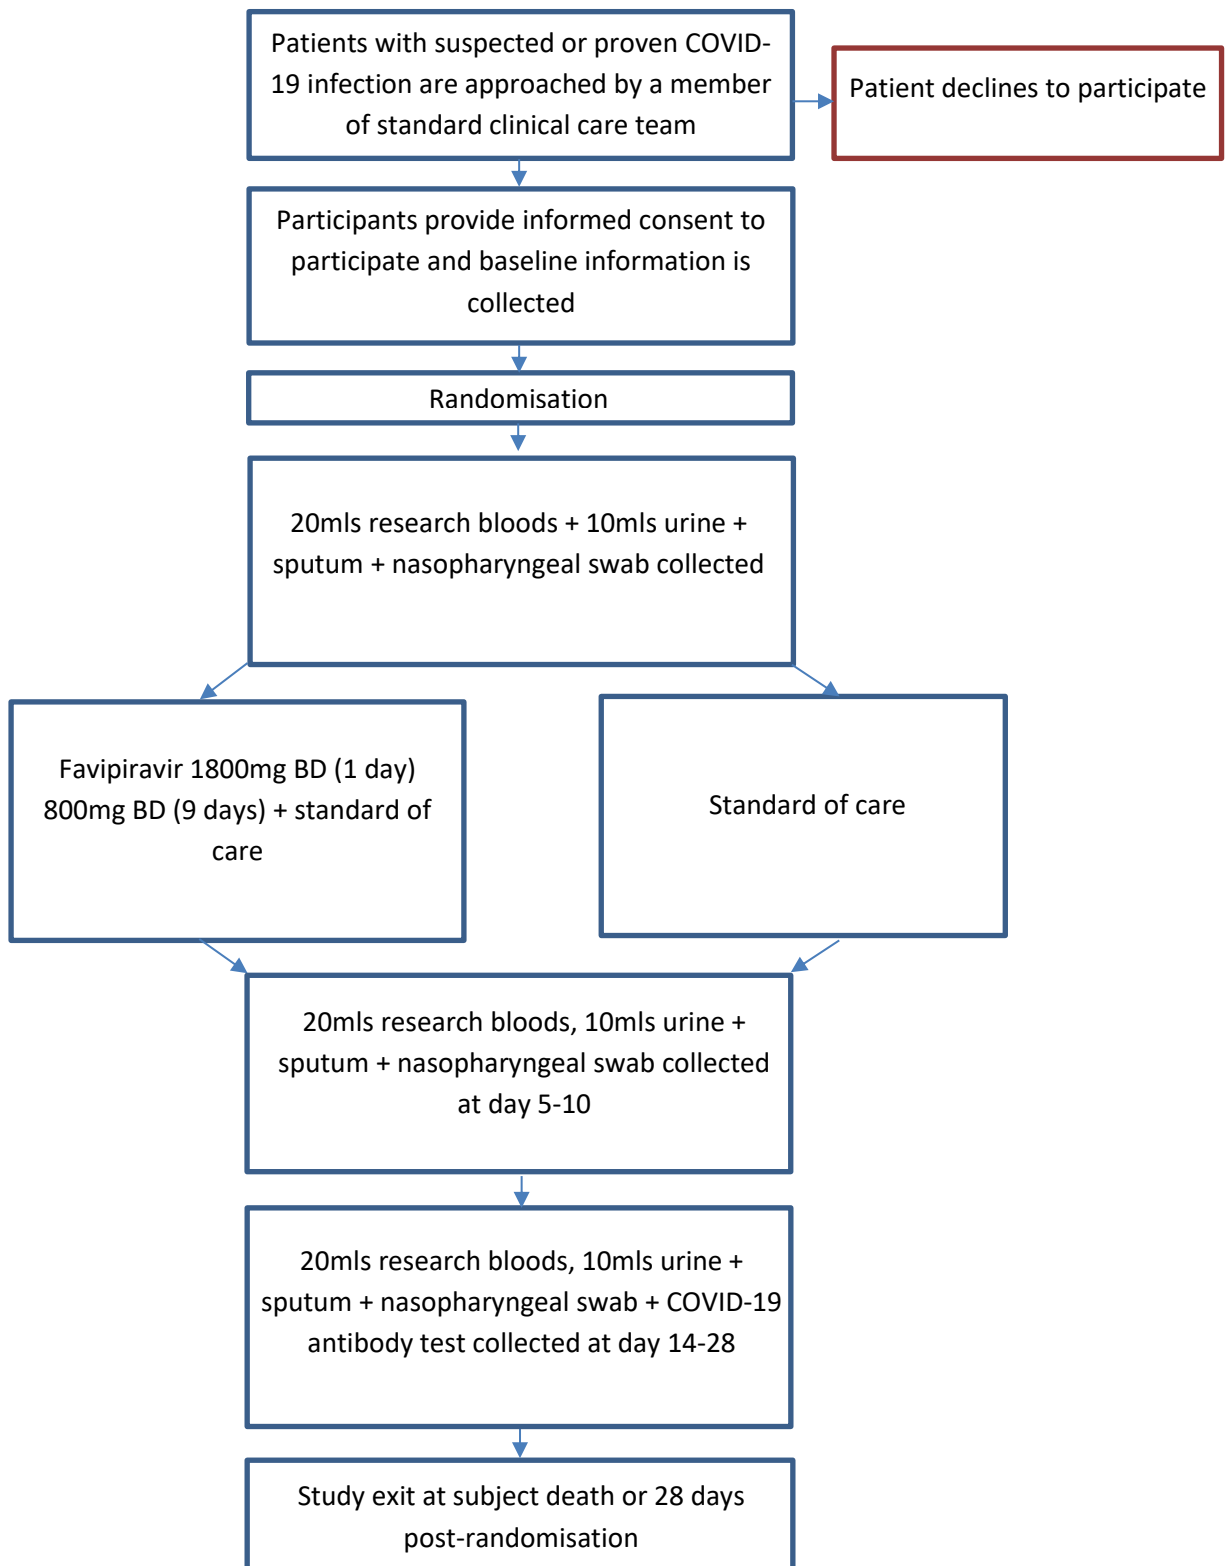 Patients with suspected or proven COVID-
19 infection are approached by a member
of standard clinical care team
Patient declines to participate
Participants provide informed consent to
participate and baseline information is
collected
Randomisation
20mls research bloods + 10mls urine +
sputum + nasopharyngeal swab collected
Favipiravir 1800mg BD (1 day)
800mg BD (9 days) + standard of
care
Standard of care
20mls research bloods, 10mls urine +
sputum + nasopharyngeal swab collected
at day 5-10
20mls research bloods, 10mls urine +
sputum + nasopharyngeal swab + COVID-19
antibody test collected at day 14-28
Study exit at subject death or 28 days
post-randomisation